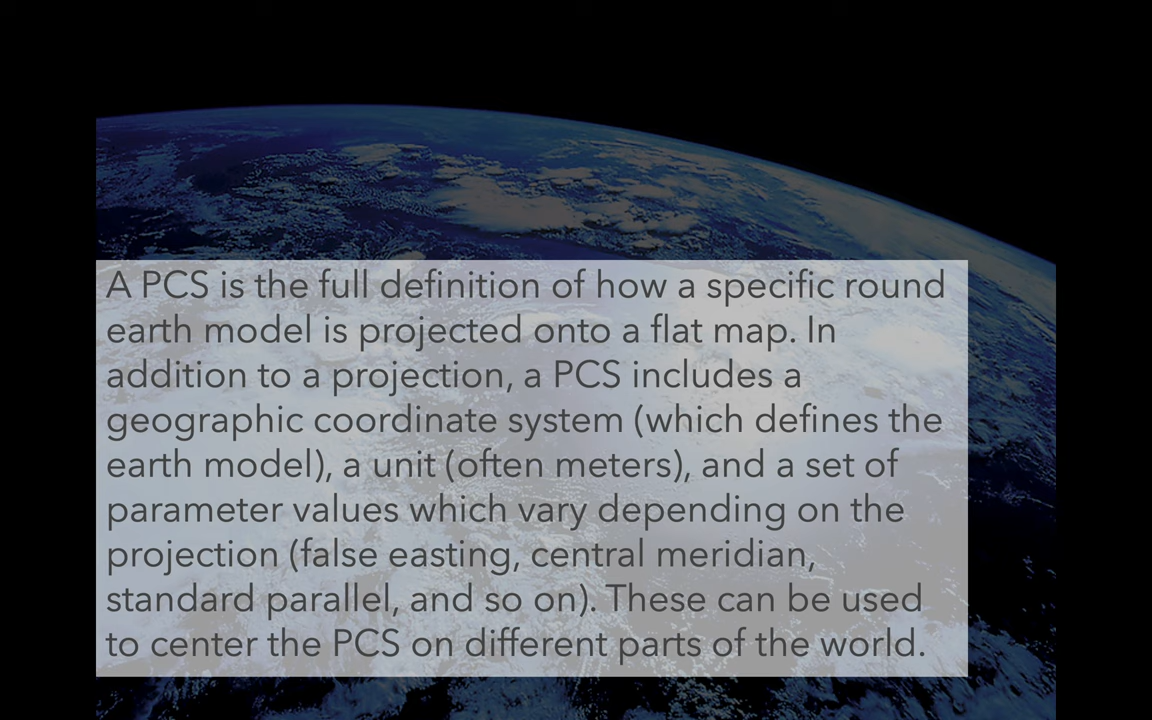 A PCS is the full definition of how a specific round
earth model is projected onto a flat map. In
addition to a projection, a PCS includes a
geographic coordinate system (which defines the
earth model), a unit (often meters), and a set of
parameter values which vary depending on the
projection (false easting, central meridian,
standard parallel, and so on). These can be used
to center the PCS on different parts of the world.